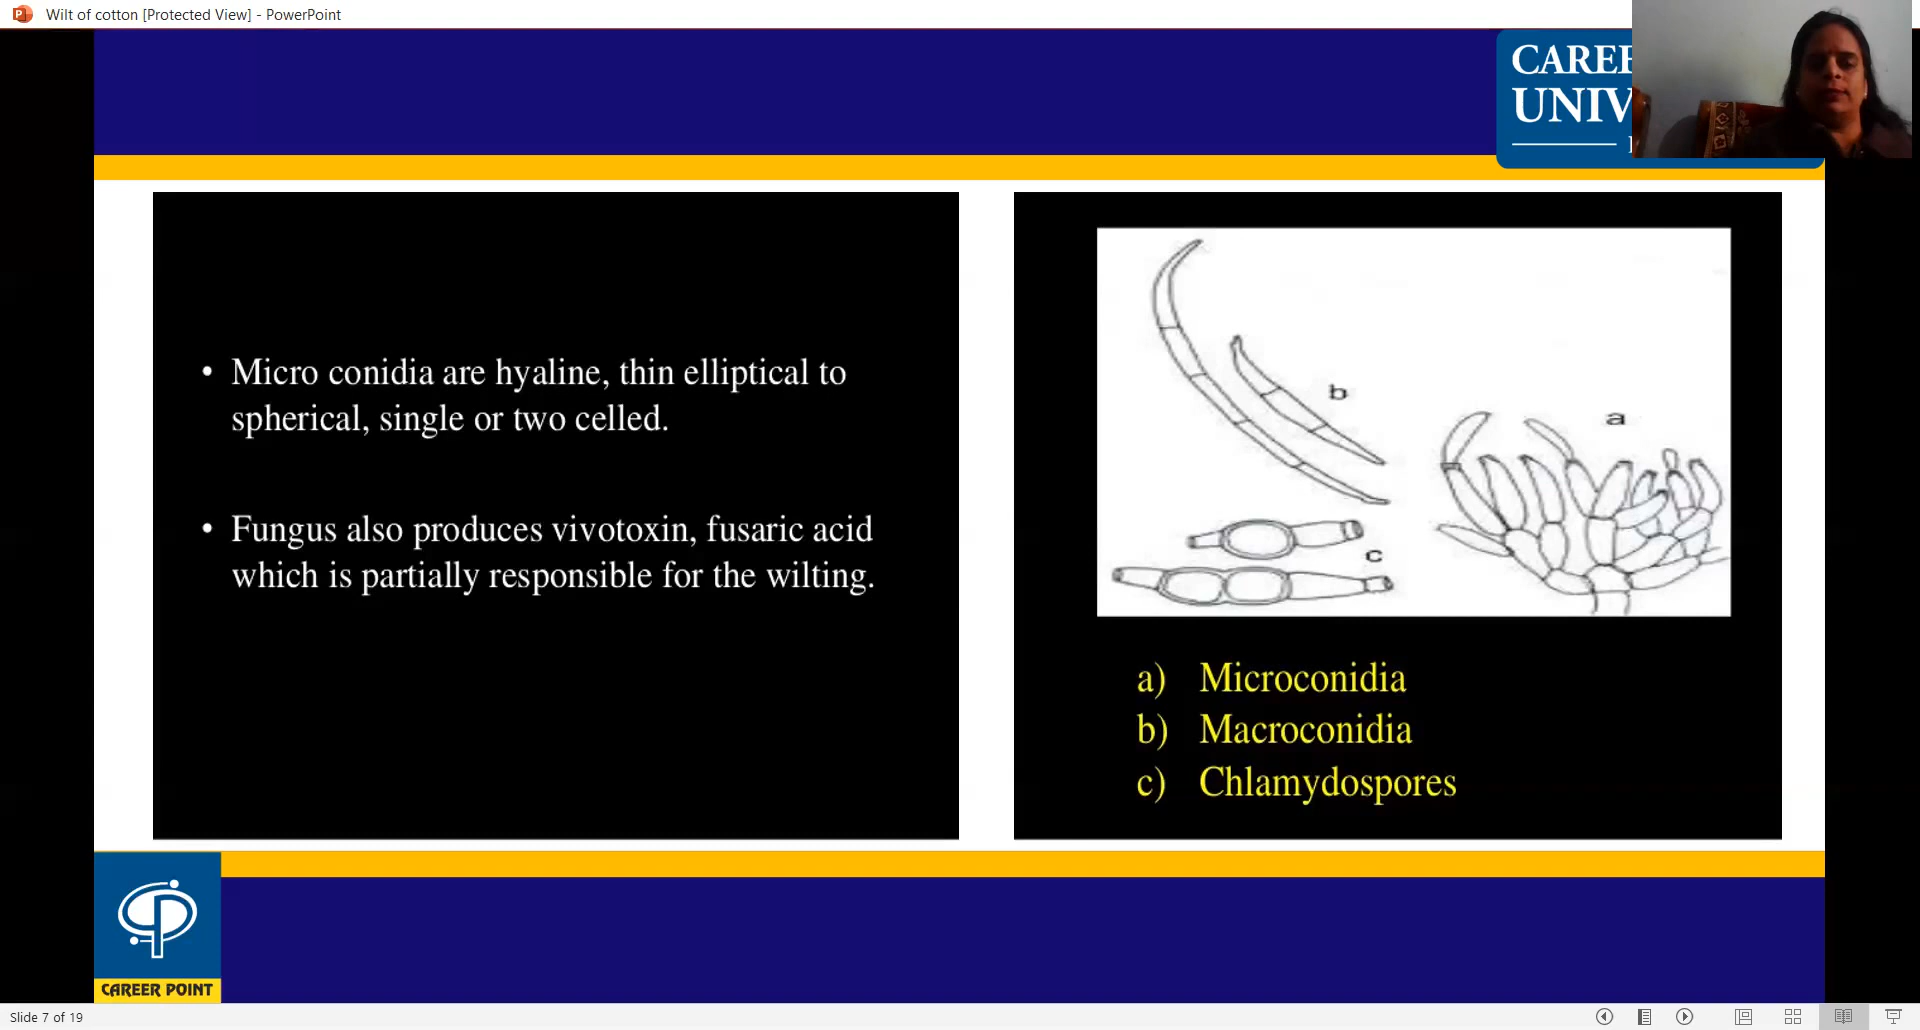 Wilt of cotton [Protected View] - PowerPoint
• Micro conidia are hyaline, thin elliptical to
spherical, single or two celled.
• Fungus also produces vivotoxin, fusaric acid
which is partially responsible for the wilting.
b
a
c
a) Microconidia
b) Macroconidia
c) Chlamydospores
CAREER POINT
Slide 7 of 19